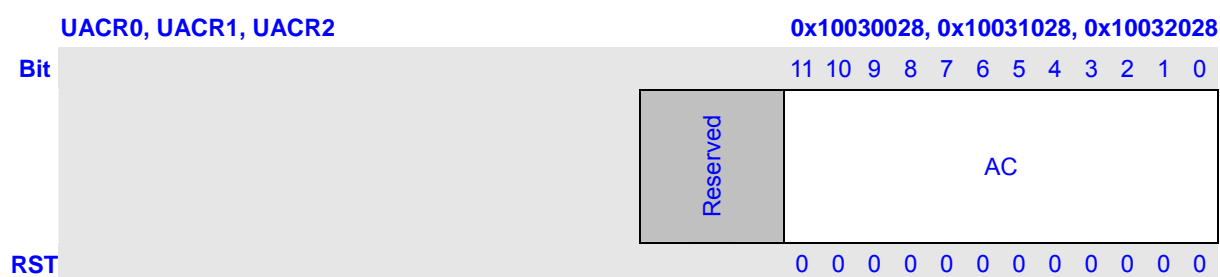 UACR0, UACR1, UACR2 0x10030028, 0x10031028, 0x10032028
Bit 11 10 9 8 7 6 5 4 3 2 1 0
Reserved AC
RST 0 0 0 0 0 0 0 0 0 0 0 0